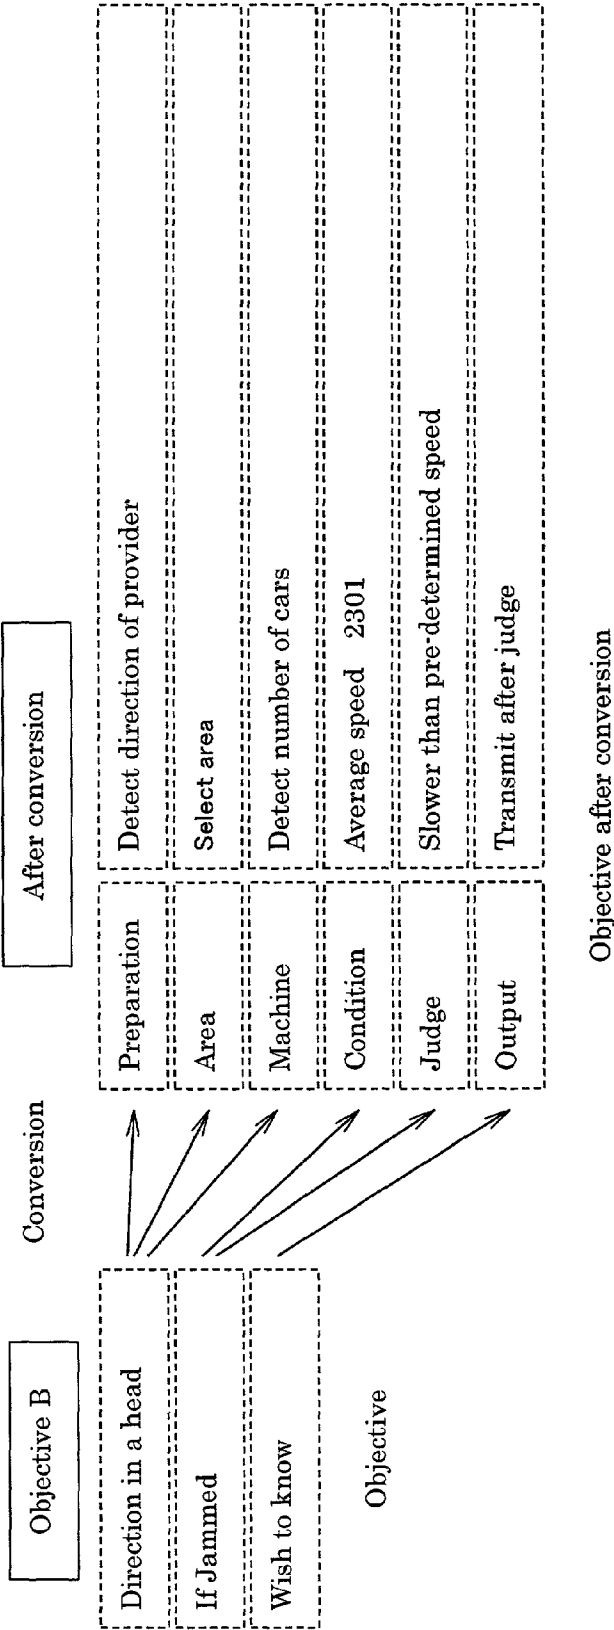 Objective B
Conversion
After conversion
Direction in a head
If Jammed
Wish to know
Objective
Preparation
Detect direction of provider
Area
Select area
Machine
Detect number of cars
Condition
Average speed 2301
Judge
Slower than pre-determined speed
Output
Transmit after judge
Objective after conversion